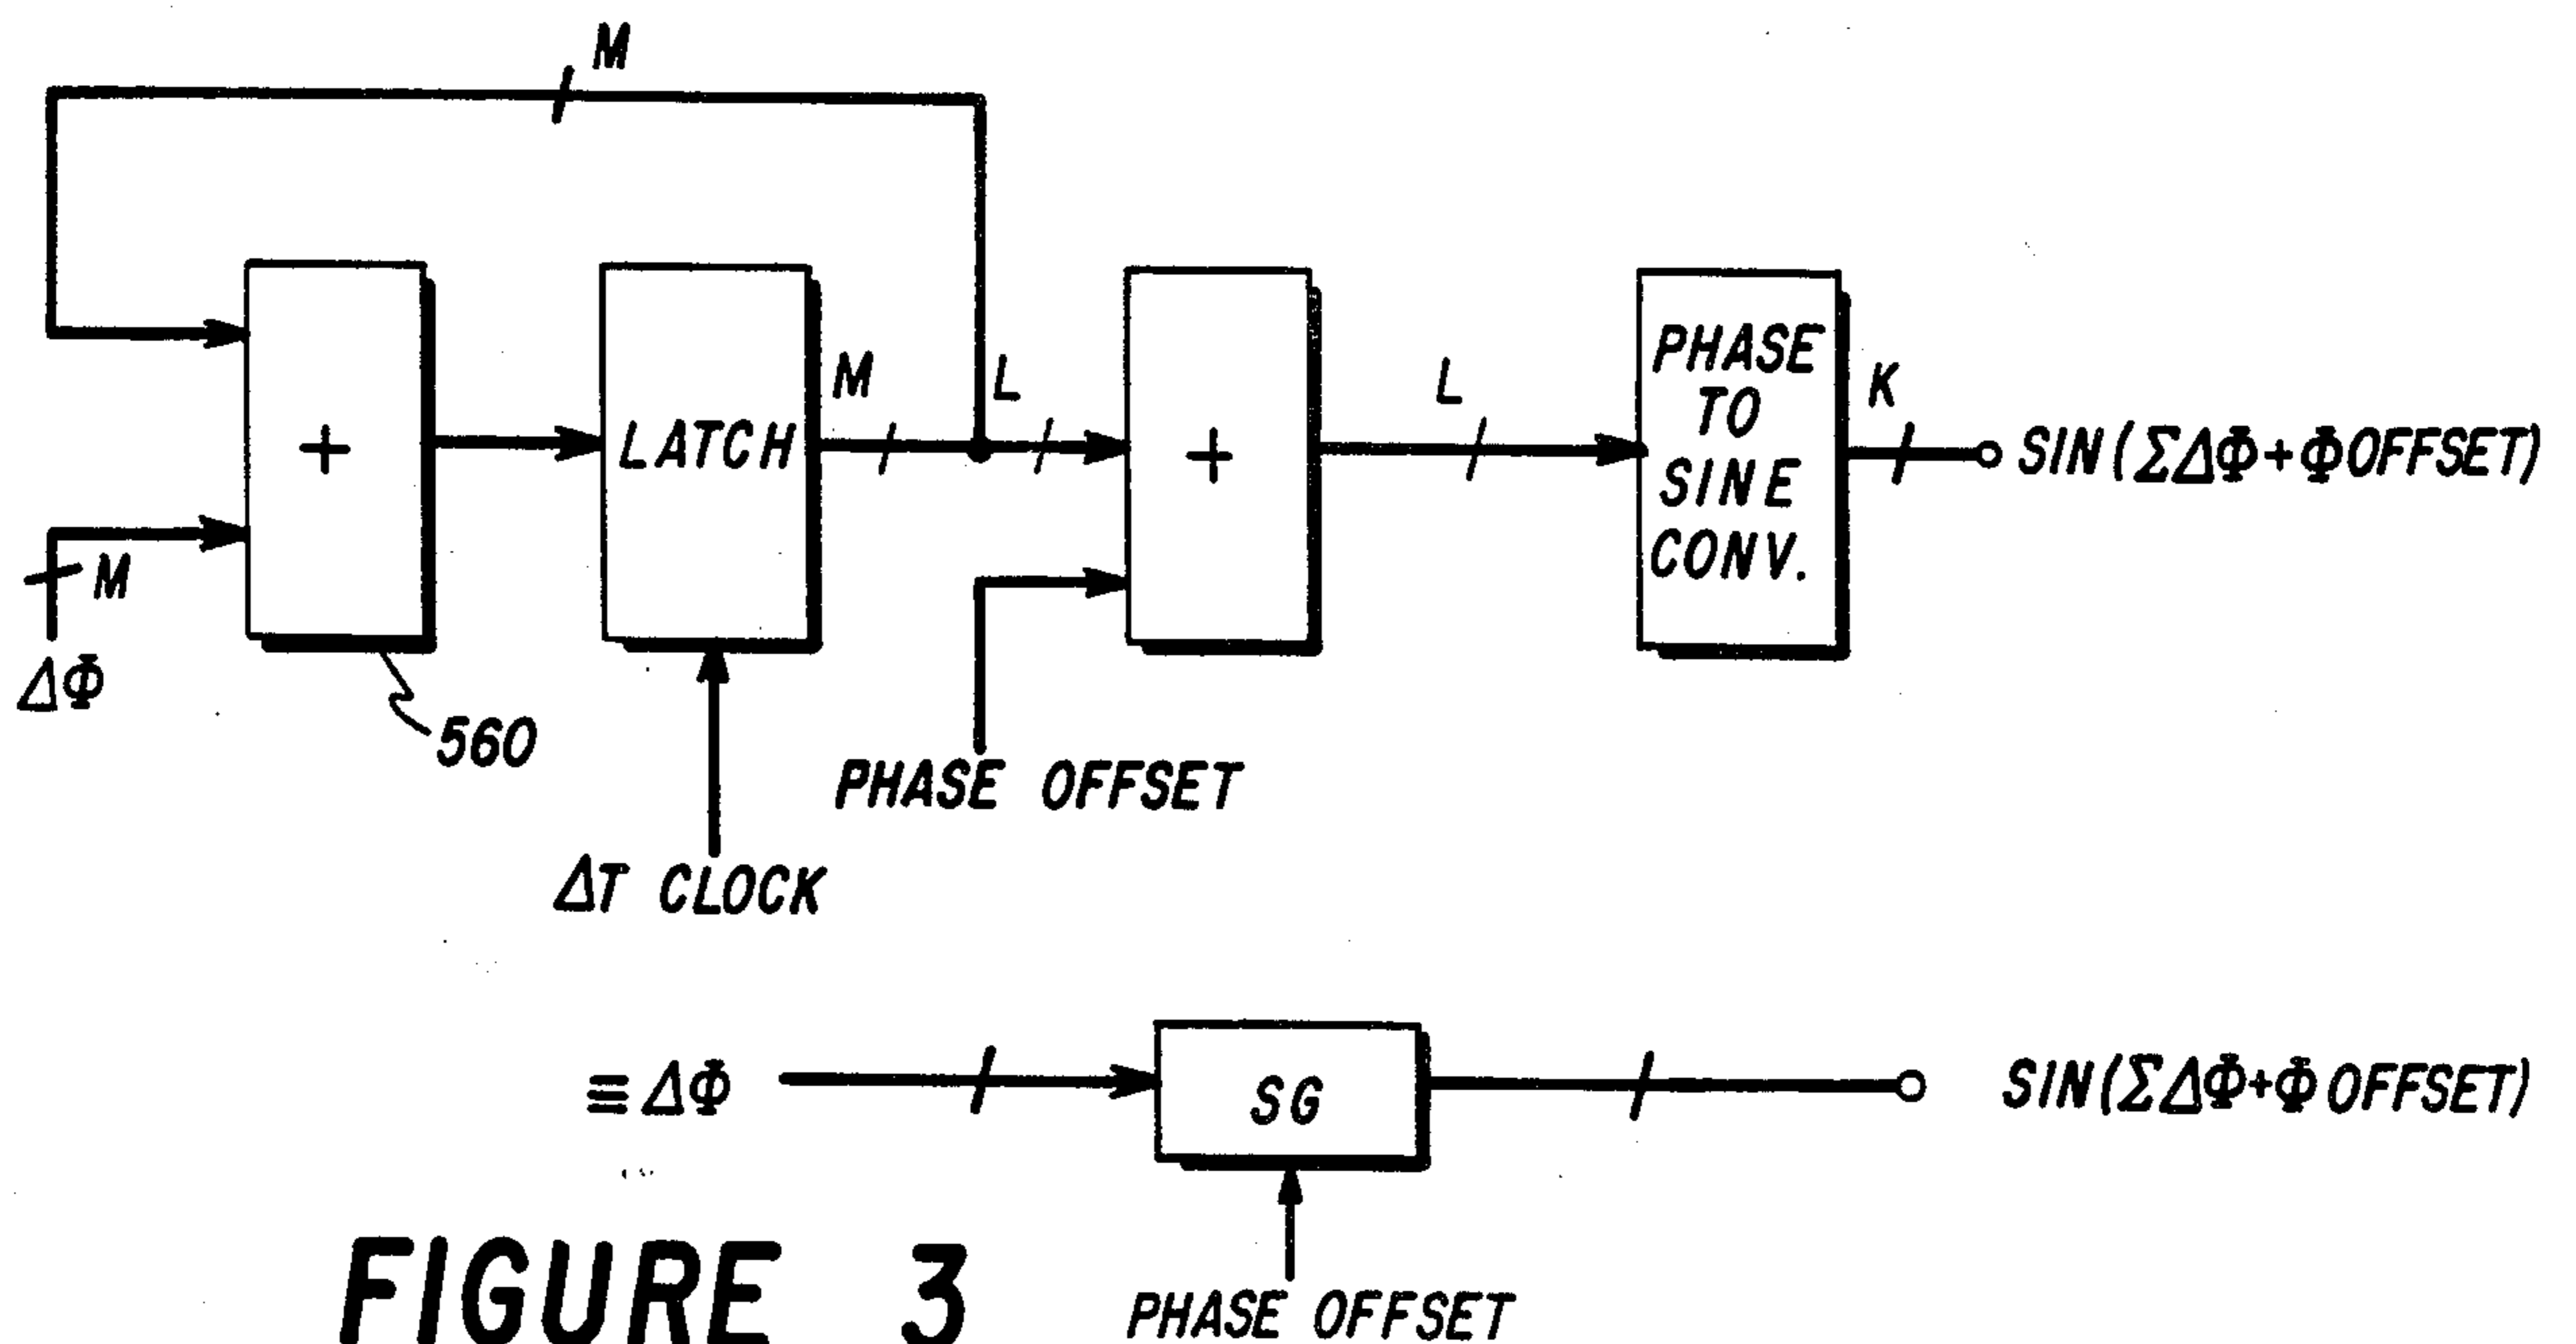 M
M
L
L
K
+
LATCH
+
PHASE
TO
SINE
CONV.
SIN(ΣΔΦ+ΦOFFSET)
M
ΔΦ
560
PHASE OFFSET
ΔT CLOCK
≡ ΔΦ
SG
SIN(ΣΔΦ+ΦOFFSET)
PHASE OFFSET
FIGURE 3